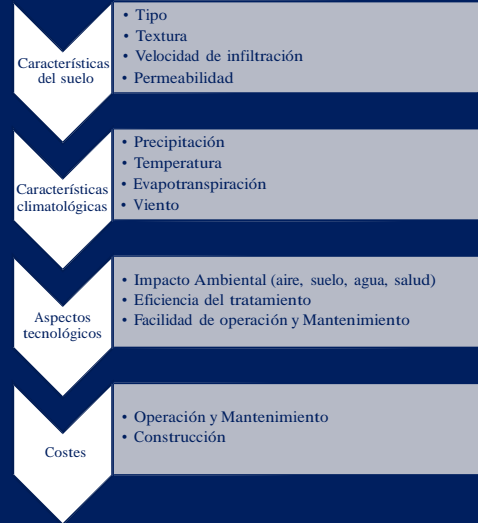 Características
del suelo
• Tipo
• Textura
• Velocidad de infiltración
• Permeabilidad
Características
climatológicas
• Precipitación
• Temperatura
• Evapotranspiración
• Viento
Aspectos
tecnológicos
• Impacto Ambiental (aire, suelo, agua, salud)
• Eficiencia del tratamiento
• Facilidad de operación y Mantenimiento
Costes
• Operación y Mantenimiento
• Construcción